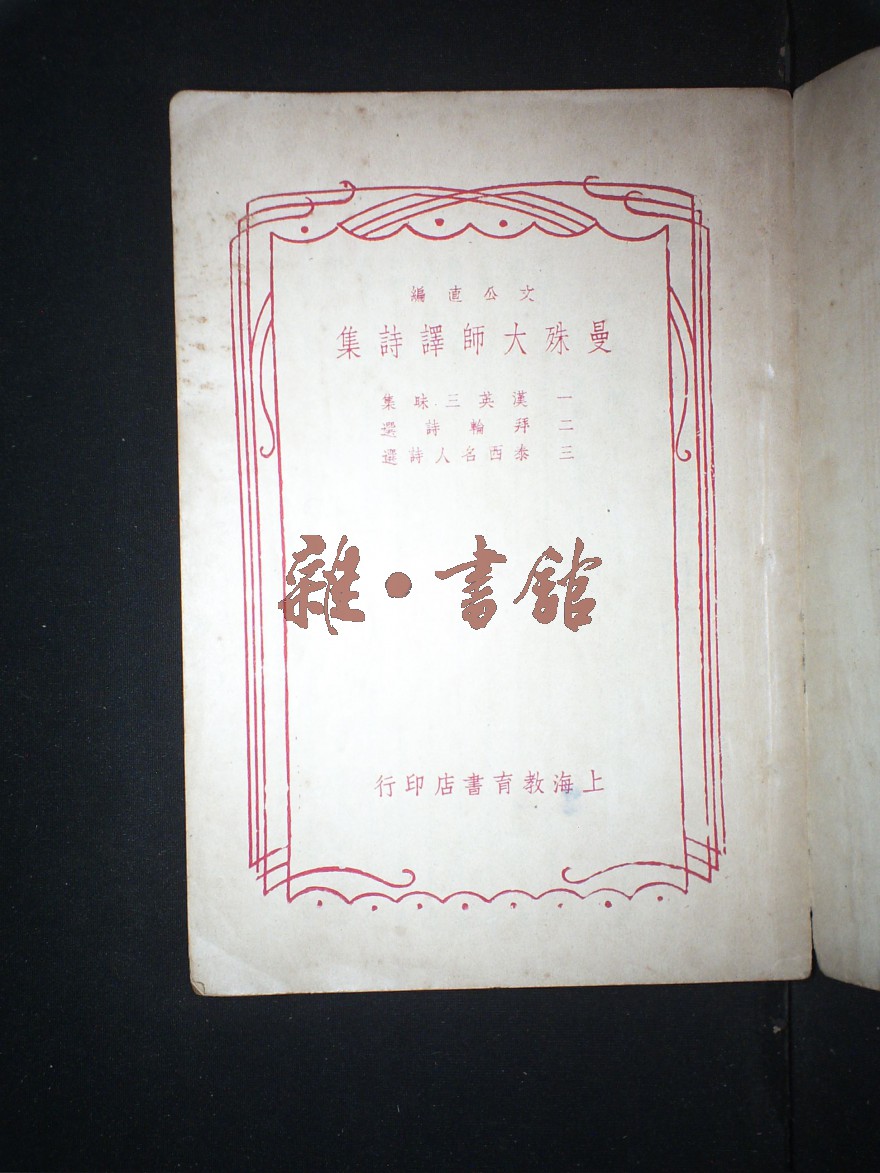 文公直編
曼殊大師譯詩集
一 漢英三昧集
二 拜輪詩選
三 泰西名人詩選
雜·書館
上海教育書店印行